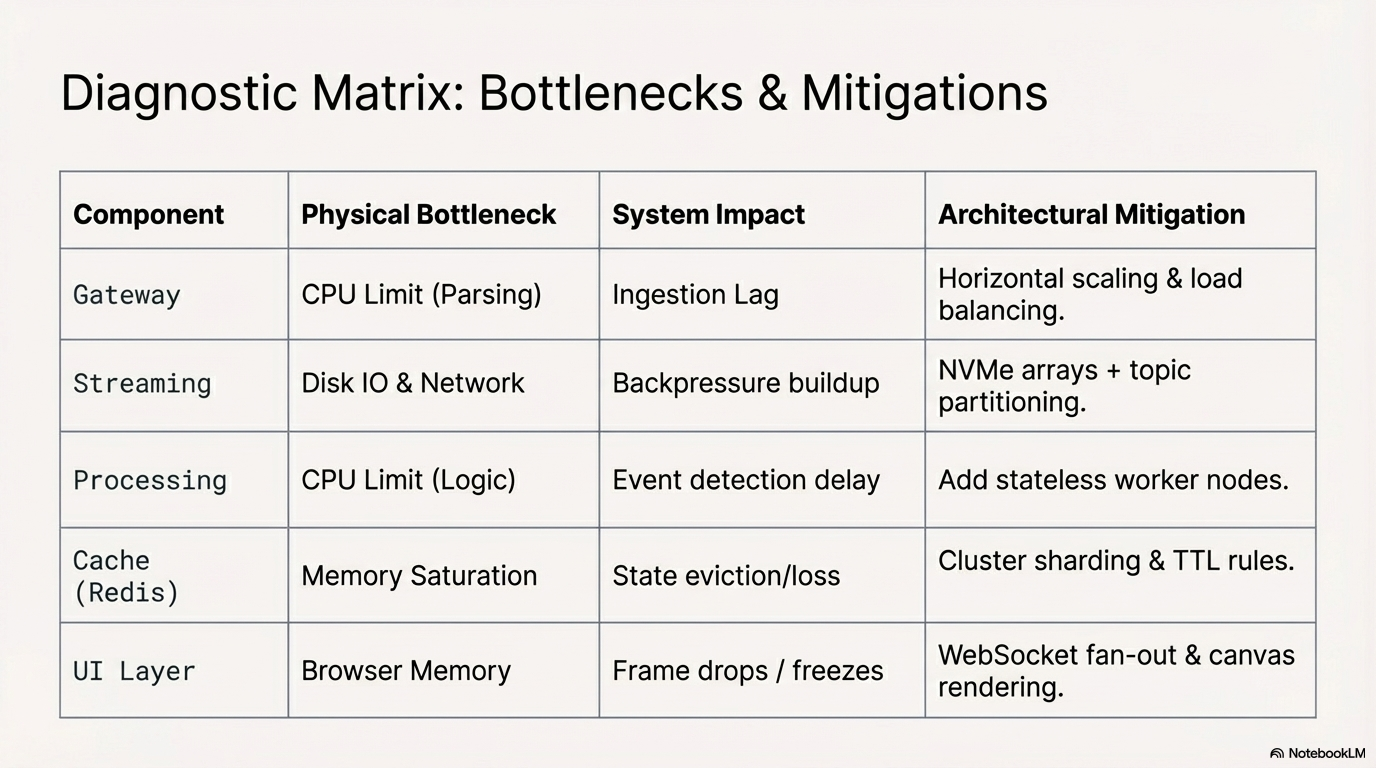 Diagnostic Matrix: Bottlenecks & Mitigations
Component
Physical Bottleneck
System Impact
Architectural Mitigation
Gateway
CPU Limit (Parsing)
Ingestion Lag
Horizontal scaling & load
balancing.
Streaming
Disk IO & Network
Backpressure buildup
NVMe arrays + topic
partitioning.
Processing
CPU Limit (Logic)
Event detection delay
Add stateless worker nodes.
Cache
(Redis)
Memory Saturation
State eviction/loss
Cluster sharding & TTL rules.
UI Layer
Browser Memory
Frame drops / freezes
WebSocket fan-out & canvas
rendering.
NotebookLM